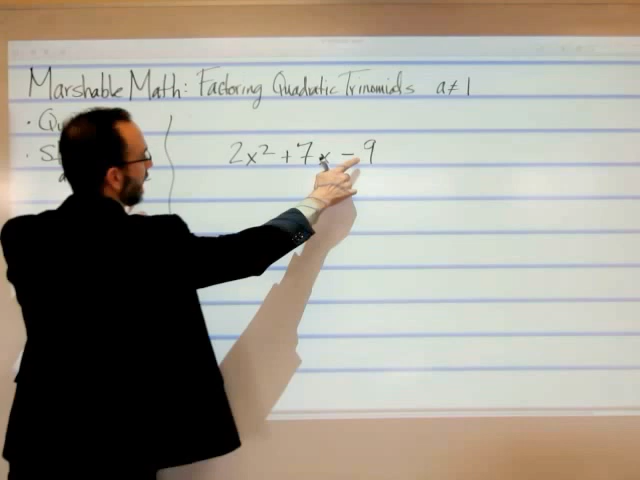 Marshable Math: Factoring Quadratic Trinomials a≠1
2x² + 7x - 9